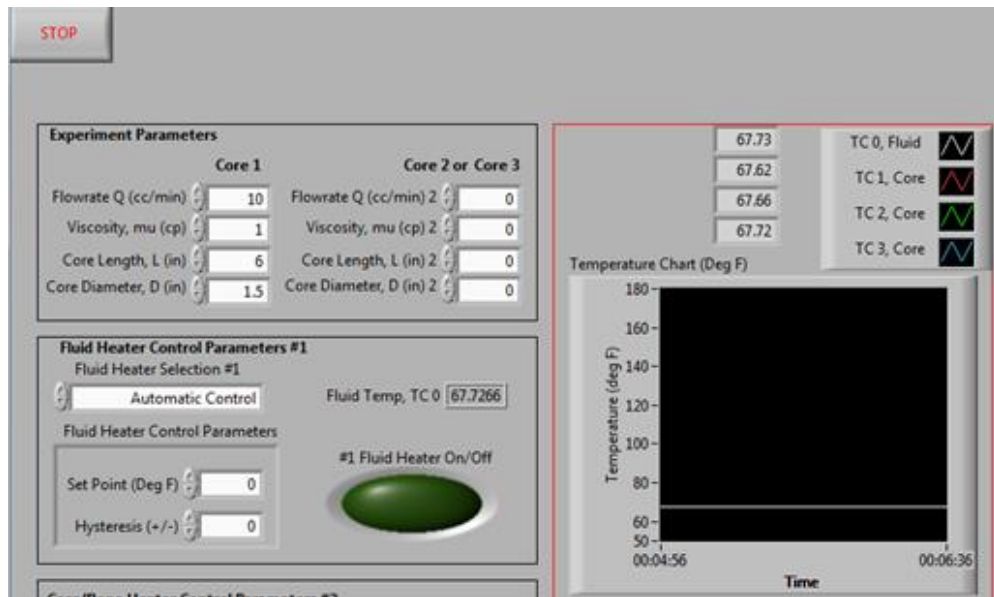 STOP
Experiment Parameters
Core 1
Core 2 or Core 3
Flowrate Q (cc/min) 10
Flowrate Q (cc/min) 2 0
Viscosity, mu (cp) 1
Viscosity, mu (cp) 2 0
Core Length, L (in) 6
Core Length, L (in) 2 0
Core Diameter, D (in) 1.5
Core Diameter, D (in) 2 0
Fluid Heater Control Parameters #1
Fluid Heater Selection #1
Automatic Control
Fluid Temp, TC 0 67.7266
Fluid Heater Control Parameters
Set Point (Deg F) 0
Hysteresis (+/-) 0
#1 Fluid Heater On/Off
67.73
67.62
67.66
67.72
TC 0, Fluid
TC 1, Core
TC 2, Core
TC 3, Core
Temperature Chart (Deg F)
Temperature (deg F)
180
160
140
120
100
80
60
50
00:04:56
00:06:36
Time